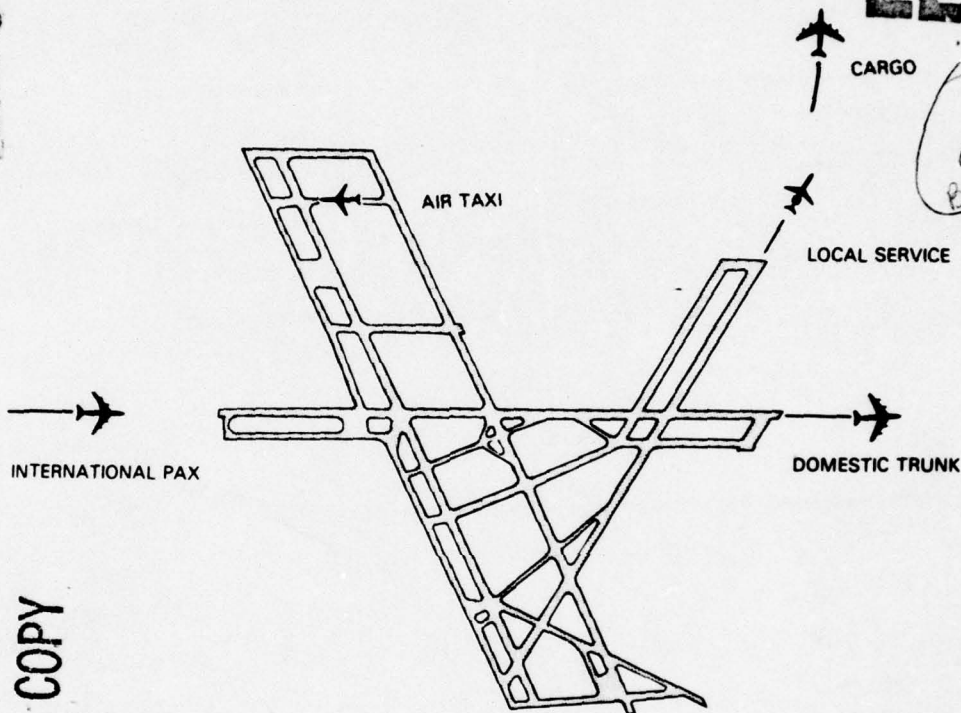 CARGO
AIR TAXI
LOCAL SERVICE
INTERNATIONAL PAX
DOMESTIC TRUNK
COPY